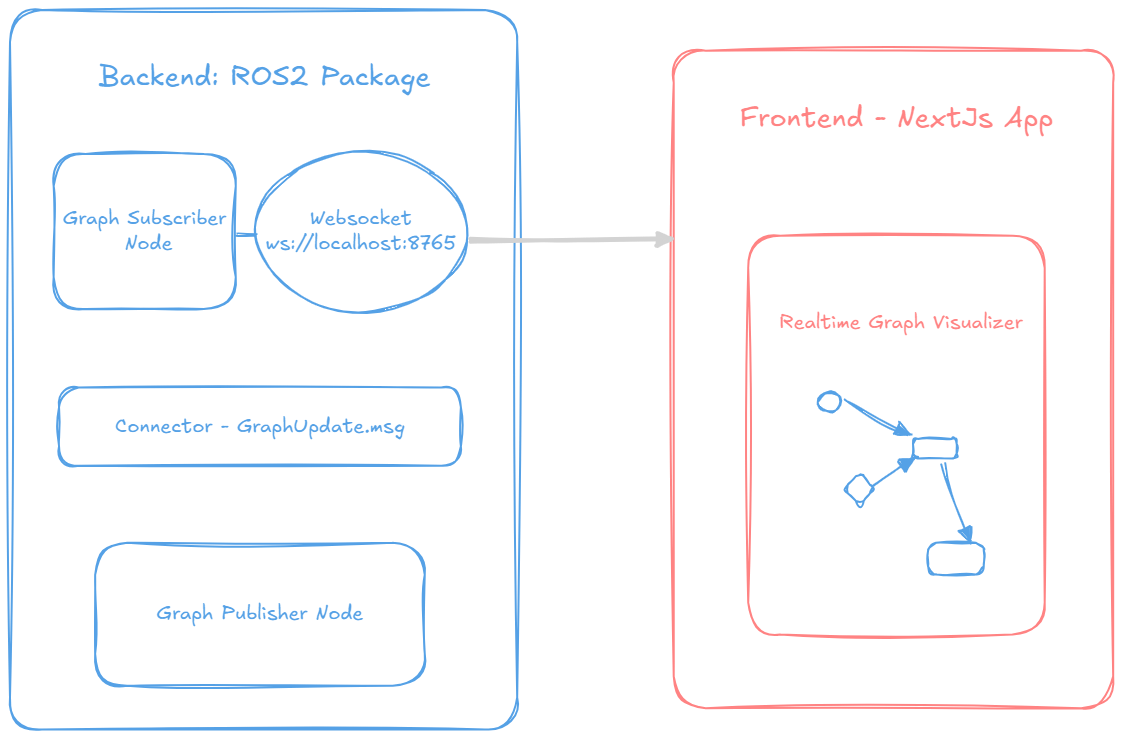 Backend: ROS2 Package
Graph Subscriber
Node
Websocket
ws://localhost:8765
Connector - GraphUpdate.msg
Graph Publisher Node
Frontend - NextJs App
Realtime Graph Visualizer